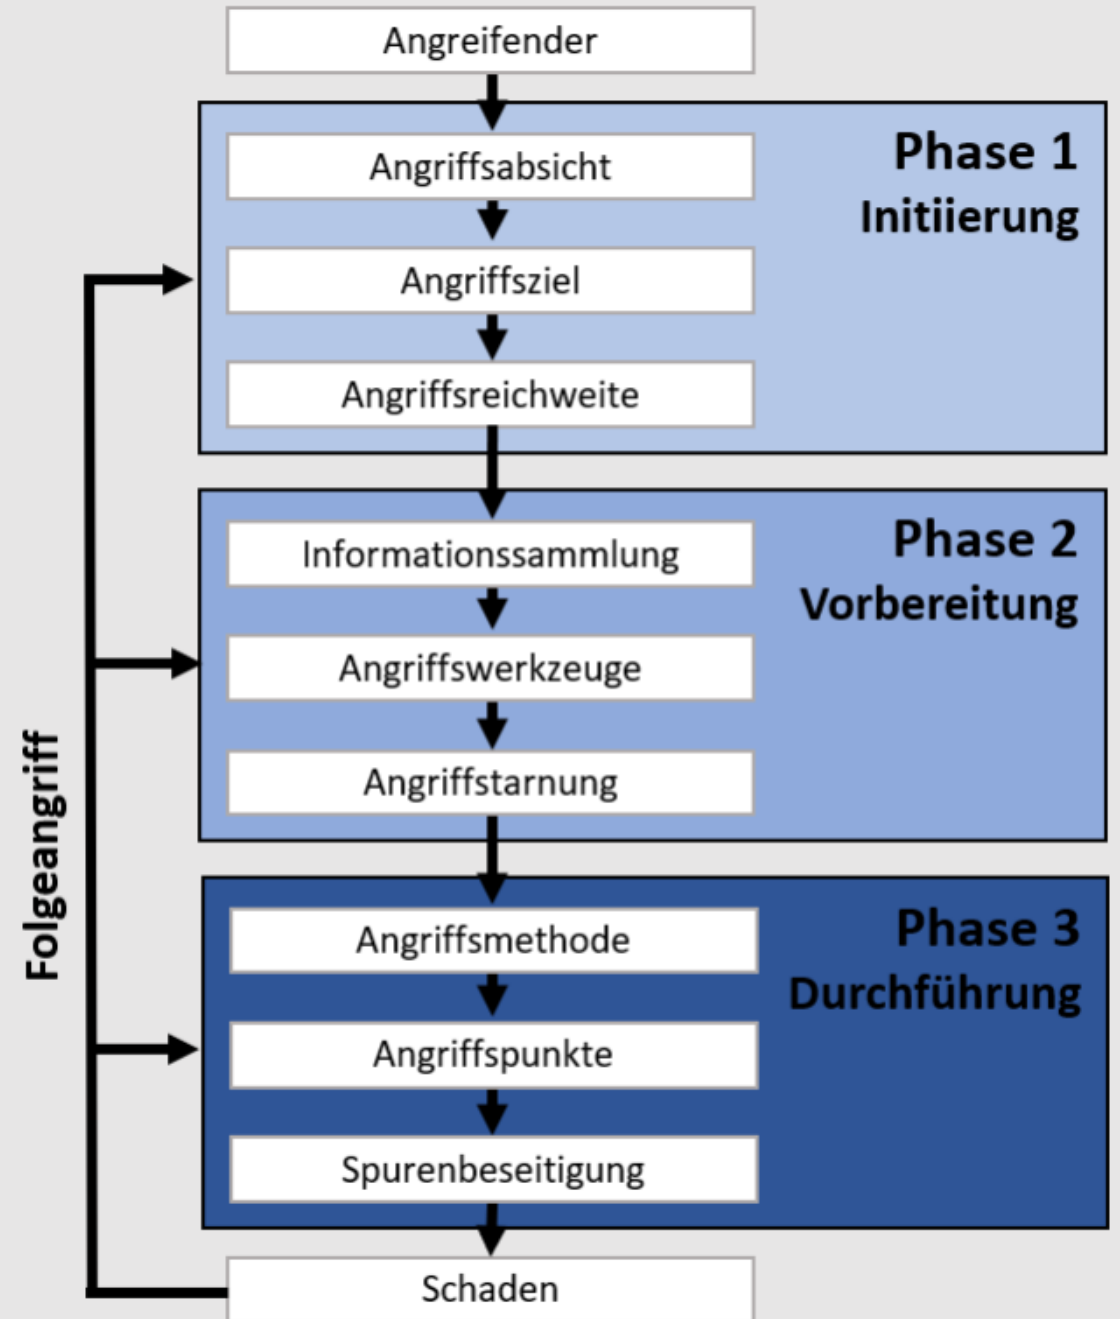 Angreifender
Phase 1
Initiierung
Angriffsabsicht
Angriffsziel
Angriffsreichweite
Phase 2
Vorbereitung
Informationssammlung
Angriffswerkzeuge
Angriffstarnung
Phase 3
Durchführung
Angriffsmethode
Angriffspunkte
Spurenbeseitigung
Schaden
Folgeangriff